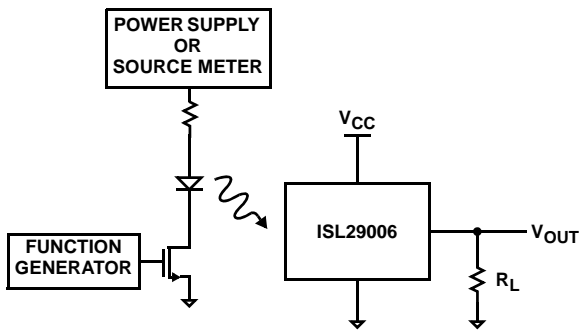 POWER SUPPLY
OR
SOURCE METER
VCC
ISL29006
VOUT
FUNCTION
GENERATOR
RL